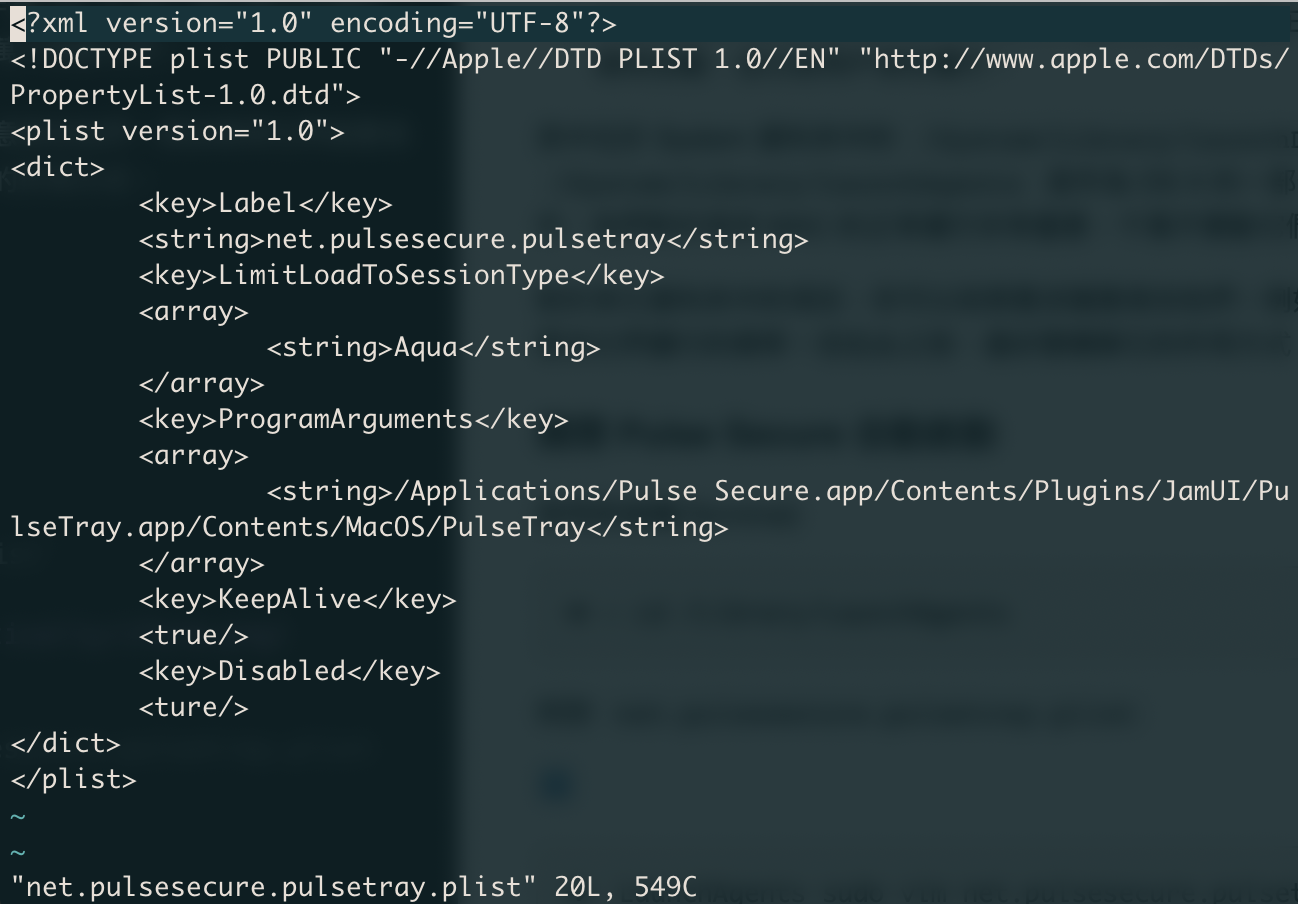 <?xml version="1.0" encoding="UTF-8"?>
<!DOCTYPE plist PUBLIC "-//Apple//DTD PLIST 1.0//EN" "http://www.apple.com/DTDs/
PropertyList-1.0.dtd">
<plist version="1.0">
<dict>
        <key>Label</key>
        <string>net.pulsesecure.pulsetray</string>
        <key>LimitLoadToSessionType</key>
        <array>
                <string>Aqua</string>
        </array>
        <key>ProgramArguments</key>
        <array>
                <string>/Applications/Pulse Secure.app/Contents/Plugins/JamUI/Pu
lseTray.app/Contents/MacOS/PulseTray</string>
        </array>
        <key>KeepAlive</key>
        <true/>
        <key>Disabled</key>
        <ture/>
</dict>
</plist>
~
~
"net.pulsesecure.pulsetray.plist" 20L, 549C